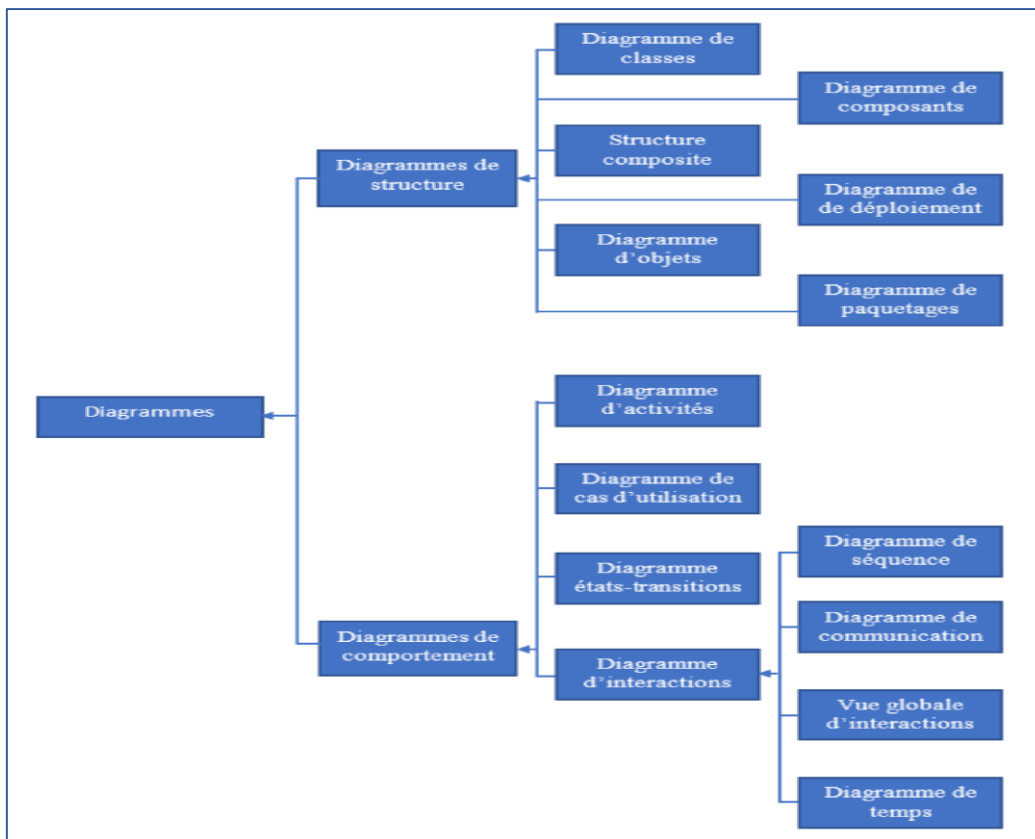 Diagramme de
classes
Diagramme de
composants
Structure
composite
Diagrammes de
structure
Diagramme de
de déploiement
Diagramme
d'objets
Diagramme de
paquetages
Diagrammes
Diagramme
d'activités
Diagramme de
cas d'utilisation
Diagramme
états-transitions
Diagrammes de
comportement
Diagramme
d'interactions
Diagramme de
séquence
Diagramme de
communication
Vue globale
d'interactions
Diagramme de
temps